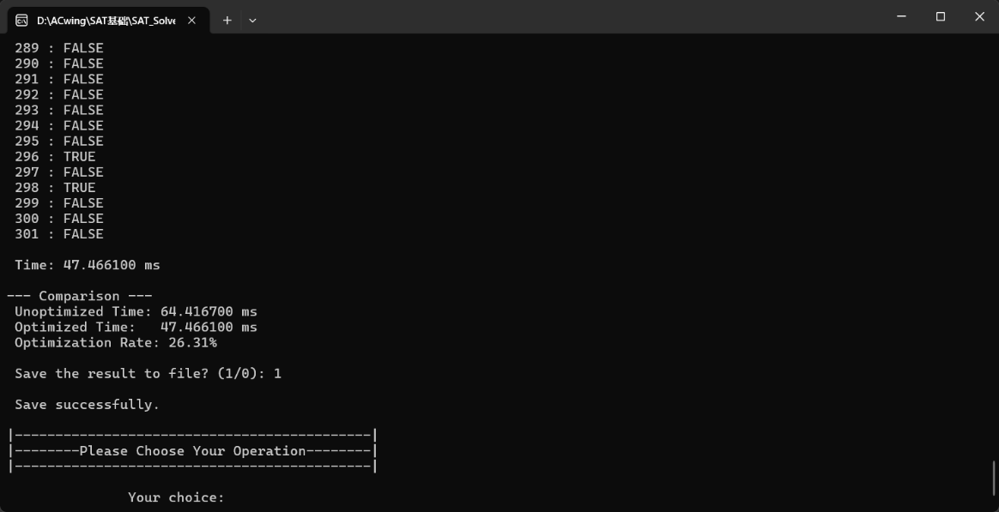 D:\ACwing\SAT基础\SAT_Solve
289 : FALSE
290 : FALSE
291 : FALSE
292 : FALSE
293 : FALSE
294 : FALSE
295 : FALSE
296 : TRUE
297 : FALSE
298 : TRUE
299 : FALSE
300 : FALSE
301 : FALSE
Time: 47.466100 ms
--- Comparison ---
Unoptimized Time: 64.416700 ms
Optimized Time:   47.466100 ms
Optimization Rate: 26.31%
Save the result to file? (1/0): 1
Save successfully.
|--------------------------------------------|
|--------Please Choose Your Operation--------|
|--------------------------------------------|
Your choice: